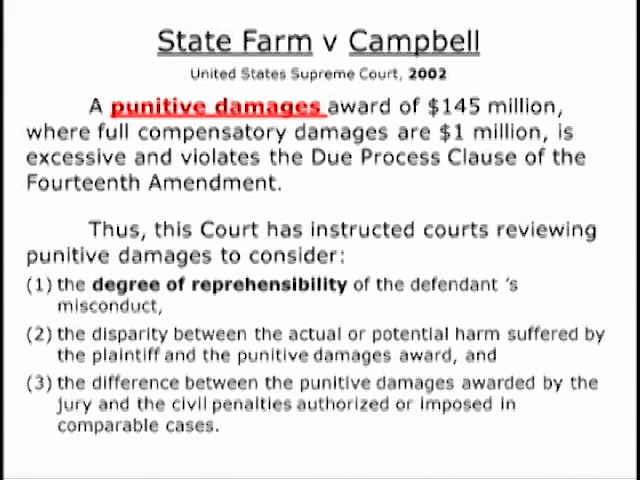 State Farm v Campbell
United States Supreme Court, 2002
A punitive damages award of $145 million,
where full compensatory damages are $1 million, is
excessive and violates the Due Process Clause of the
Fourteenth Amendment.
Thus, this Court has instructed courts reviewing
punitive damages to consider:
(1) the degree of reprehensibility of the defendant 's
misconduct,
(2) the disparity between the actual or potential harm suffered by
the plaintiff and the punitive damages award, and
(3) the difference between the punitive damages awarded by the
jury and the civil penalties authorized or imposed in
comparable cases.